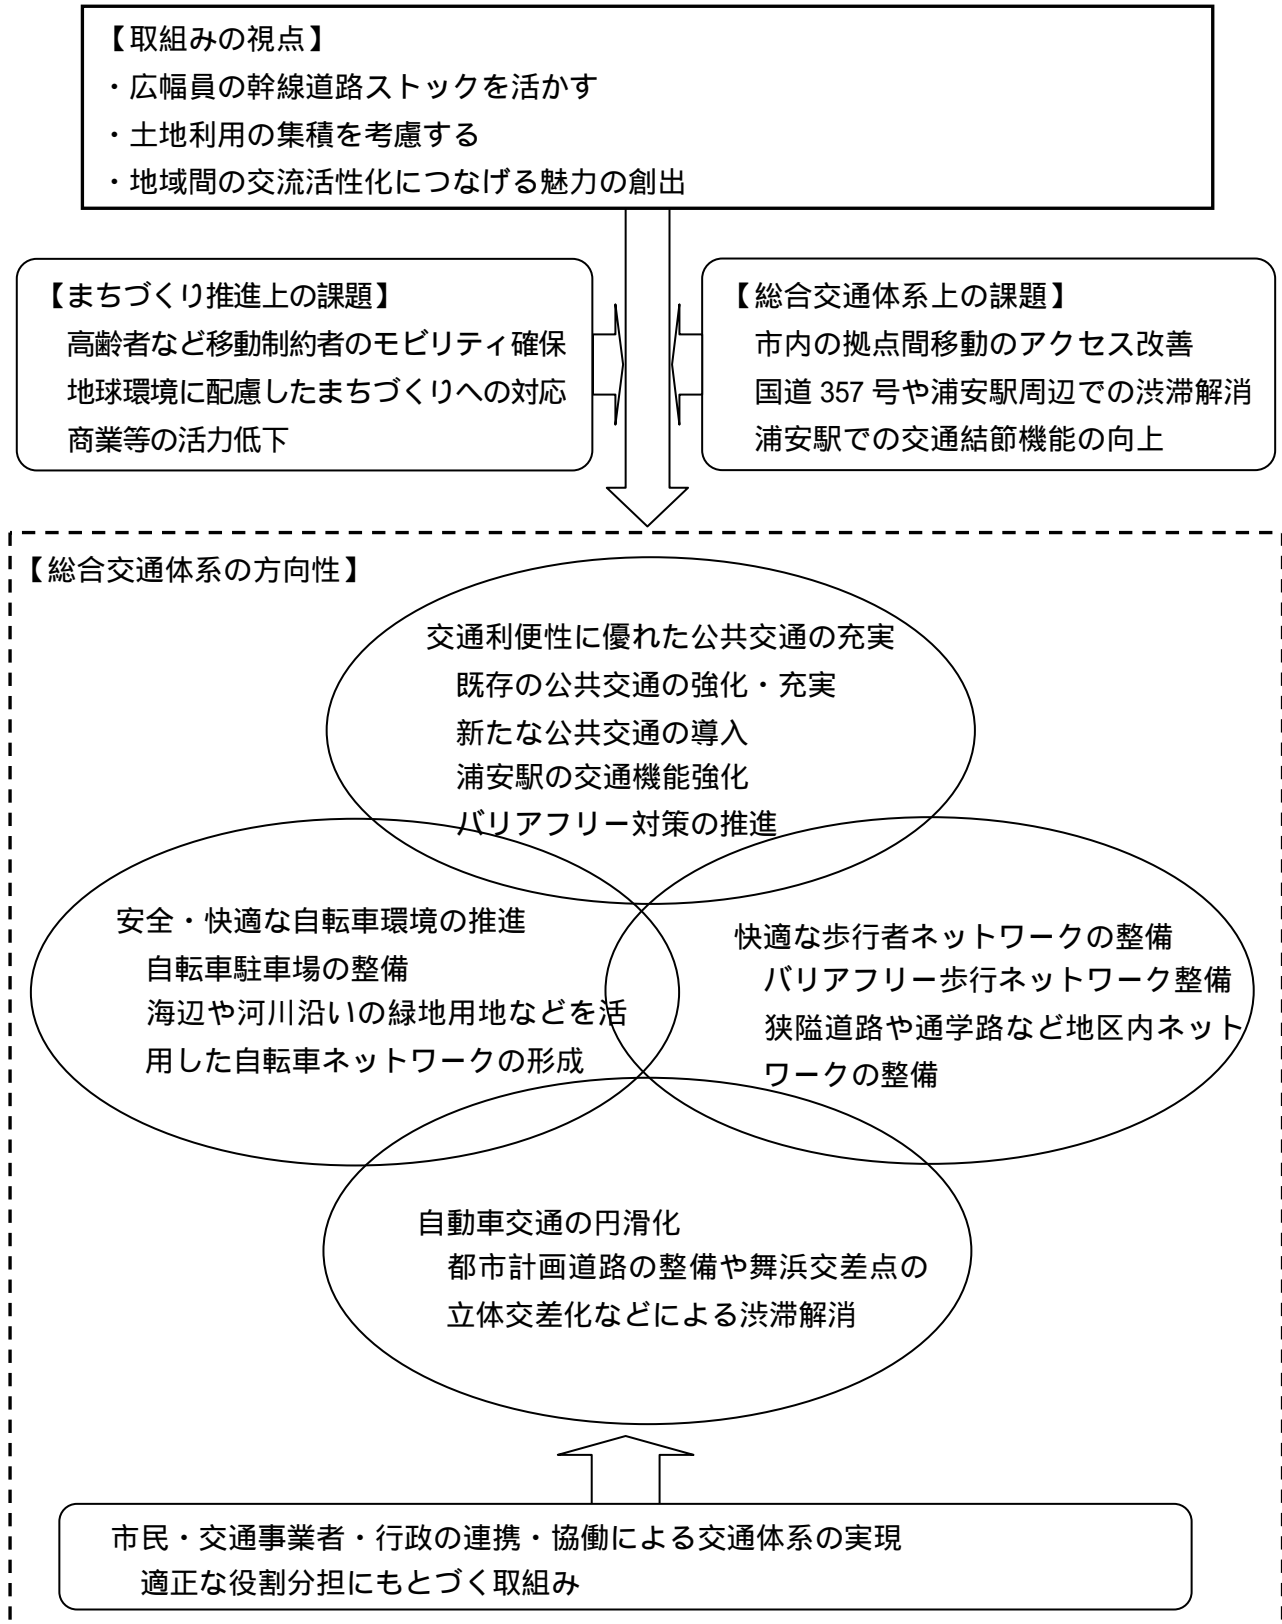 【取組みの視点】
・広幅員の幹線道路ストックを活かす
・土地利用の集積を考慮する
・地域間の交流活性化につなげる魅力の創出
【まちづくり推進上の課題】
高齢者など移動制約者のモビリティ確保
地球環境に配慮したまちづくりへの対応
商業等の活力低下
【総合交通体系上の課題】
市内の拠点間移動のアクセス改善
国道 357 号や浦安駅周辺での渋滞解消
浦安駅での交通結節機能の向上
【総合交通体系の方向性】
交通利便性に優れた公共交通の充実
既存の公共交通の強化・充実
新たな公共交通の導入
浦安駅の交通機能強化
バリアフリー対策の推進
安全・快適な自転車環境の推進
自転車駐車場の整備
海辺や河川沿いの緑地用地などを活
用した自転車ネットワークの形成
快適な歩行者ネットワークの整備
バリアフリー歩行ネットワーク整備
狭隘道路や通学路など地区内ネット
ワークの整備
自動車交通の円滑化
都市計画道路の整備や舞浜交差点の
立体交差化などによる渋滞解消
市民・交通事業者・行政の連携・協働による交通体系の実現
適正な役割分担にもとづく取組み